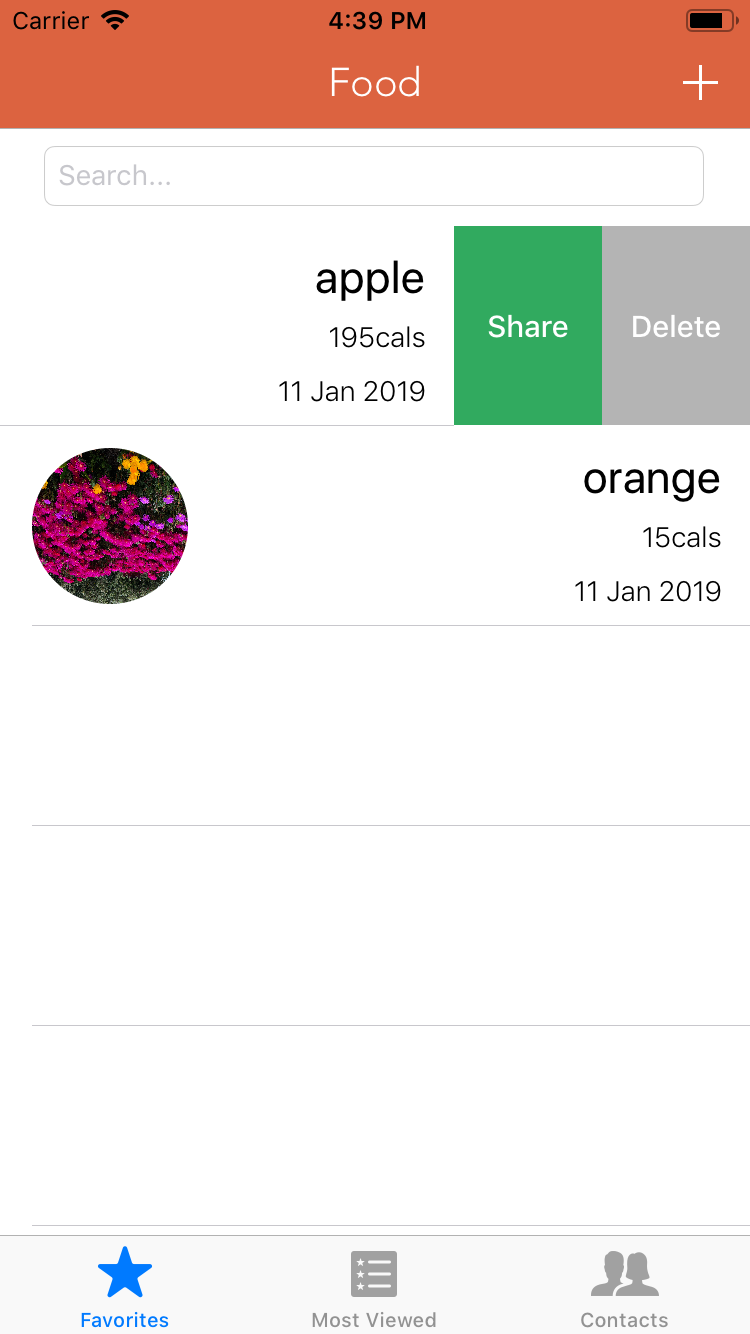 Carrier 4:39 PM
Food
Search...
apple
195cals
11 Jan 2019
Share
Delete
orange
15cals
11 Jan 2019
Favorites
Most Viewed
Contacts